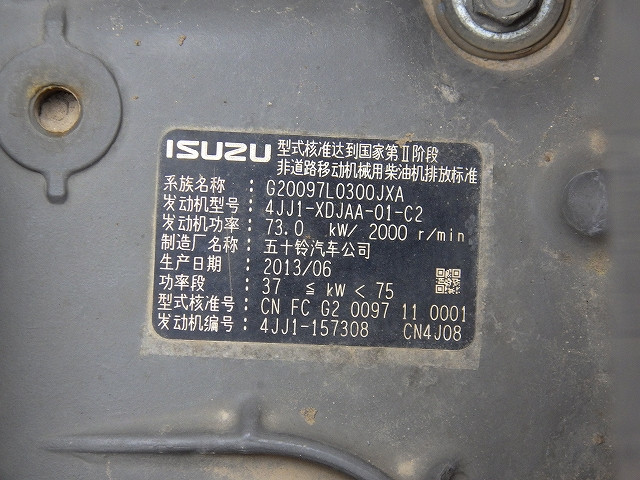 ISUZU 型式核准达到国家第Ⅱ阶段
非道路移动机械用柴油机排放标准
系族名称: G20097L0300JXA
发动机型号: 4JJ1-XDJAA-01-C2
发动机功率: 73.0 kW/ 2000 r/min
制造厂名称: 五十铃汽车公司
生产日期: 2013/06
功率段: 37 ≦ kW < 75
型式核准号: CN FC G2 0097 11 0001
发动机编号: 4JJ1-157308 CN4J08